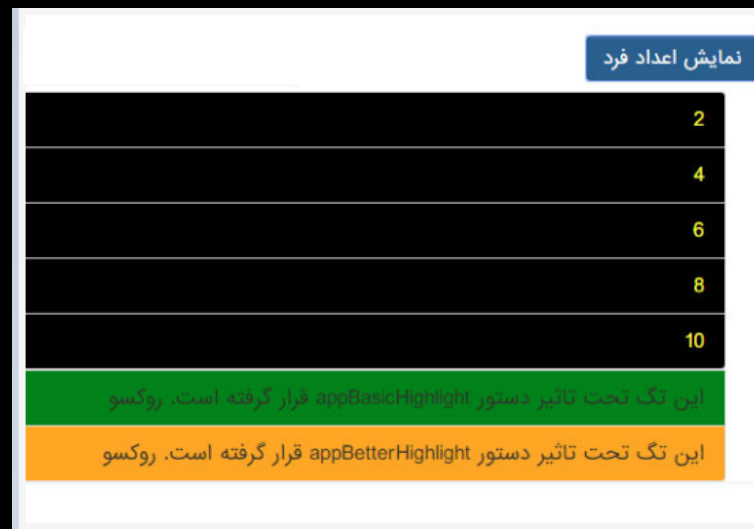 نمایش اعداد فرد
2
4
6
8
10
این تگ تحت تاثیر دستور appBasicHighlight قرار گرفته است. روکسو
این تگ تحت تاثیر دستور appBetterHighlight قرار گرفته است. روکسو